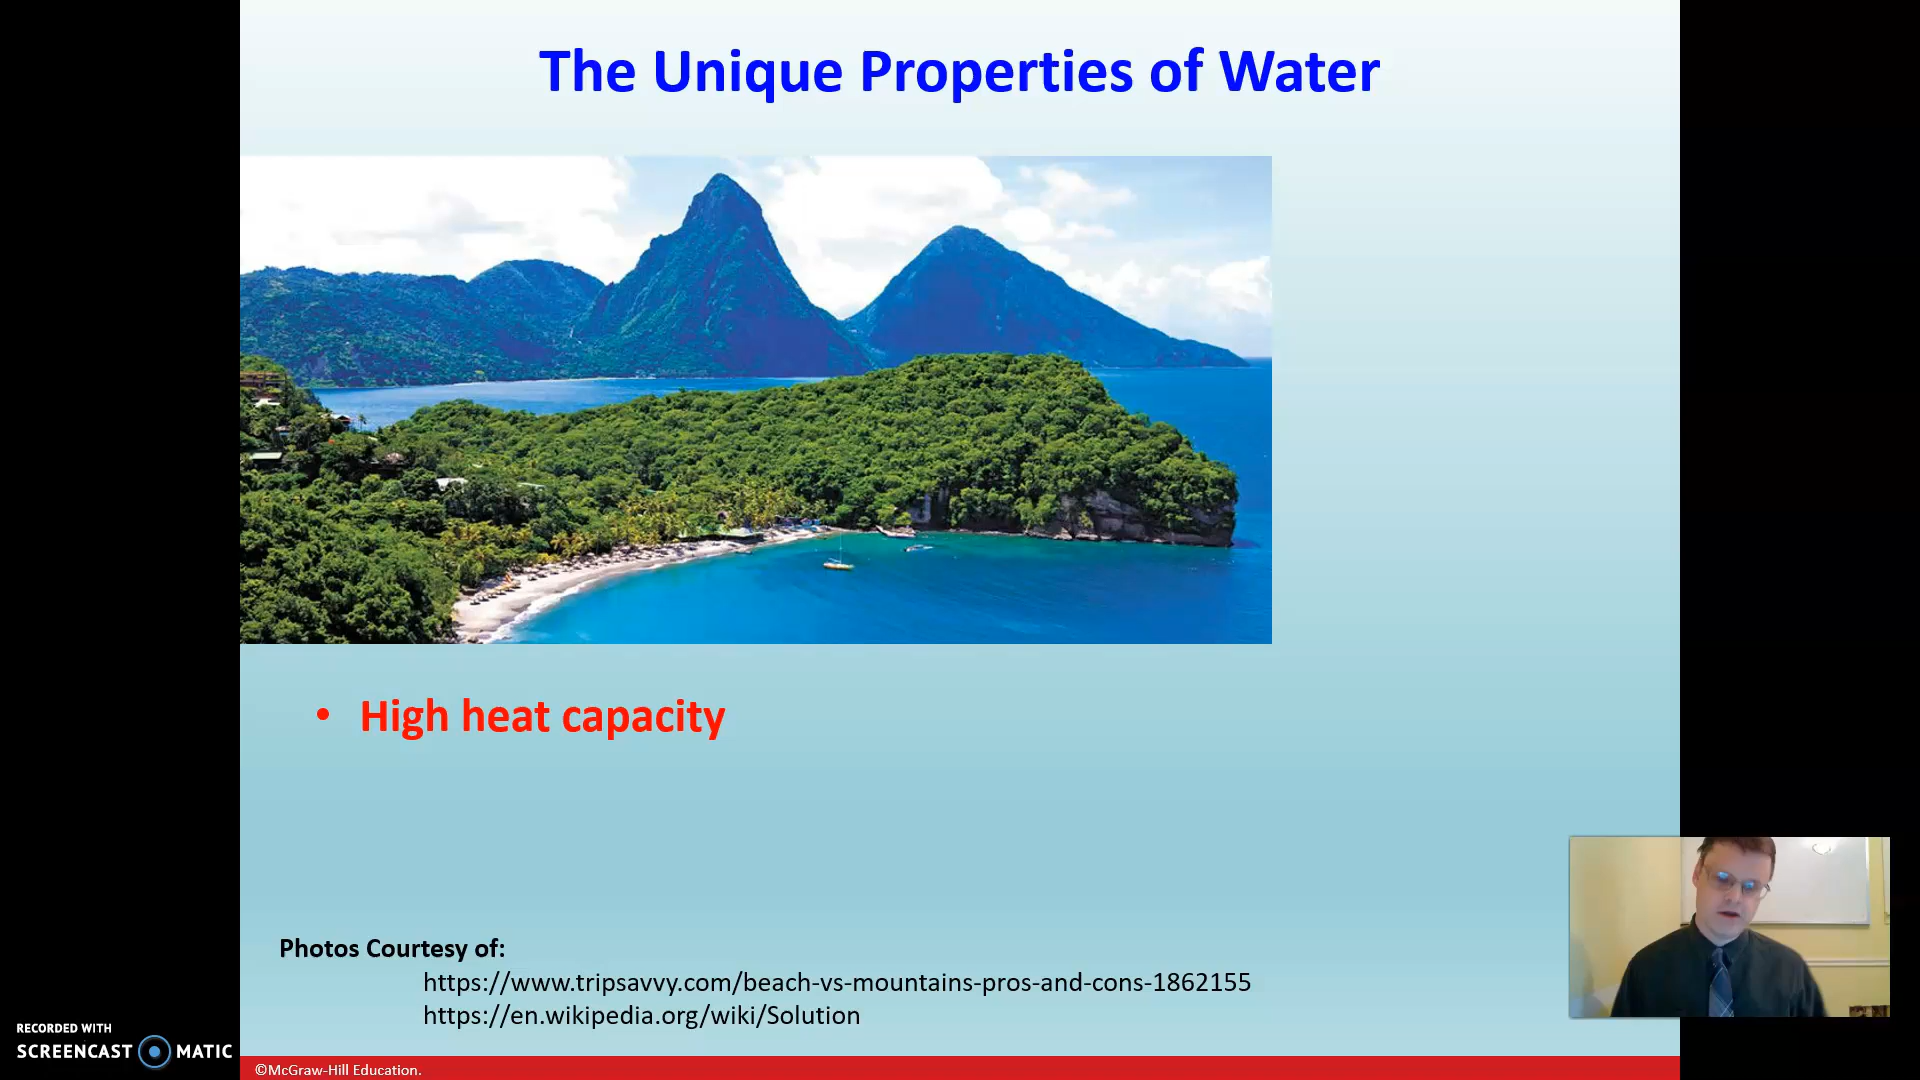 The Unique Properties of Water
• High heat capacity
Photos Courtesy of:
https://www.tripsavvy.com/beach-vs-mountains-pros-and-cons-1862155
https://en.wikipedia.org/wiki/Solution
RECORDED WITH
SCREENCAST MATIC
©McGraw-Hill Education.